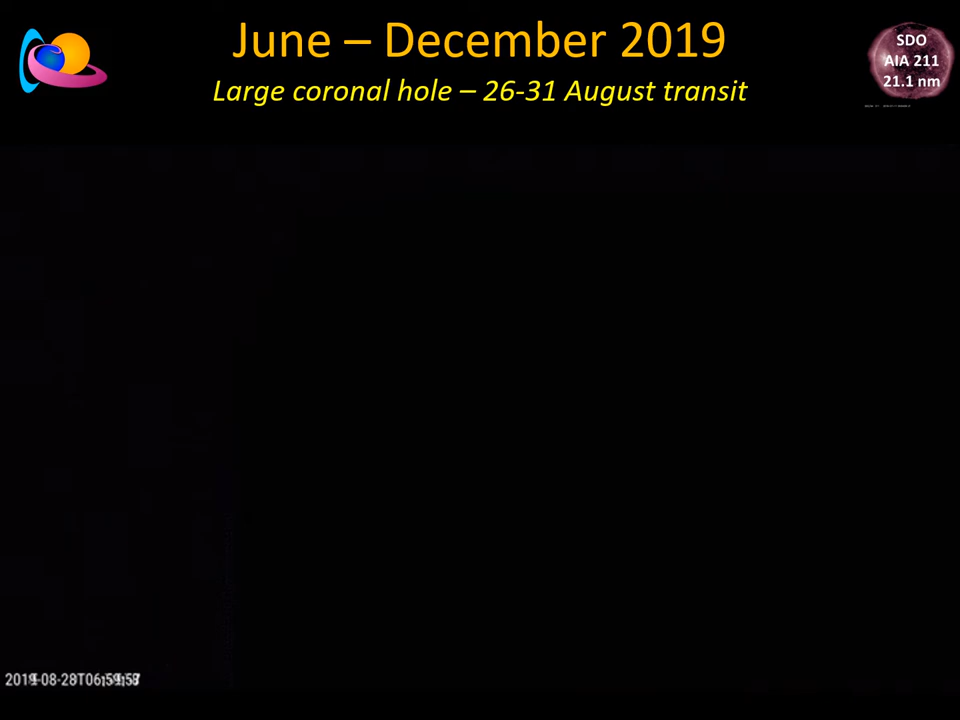 June – December 2019
Large coronal hole – 26-31 August transit
SDO
AIA 211
21.1 nm